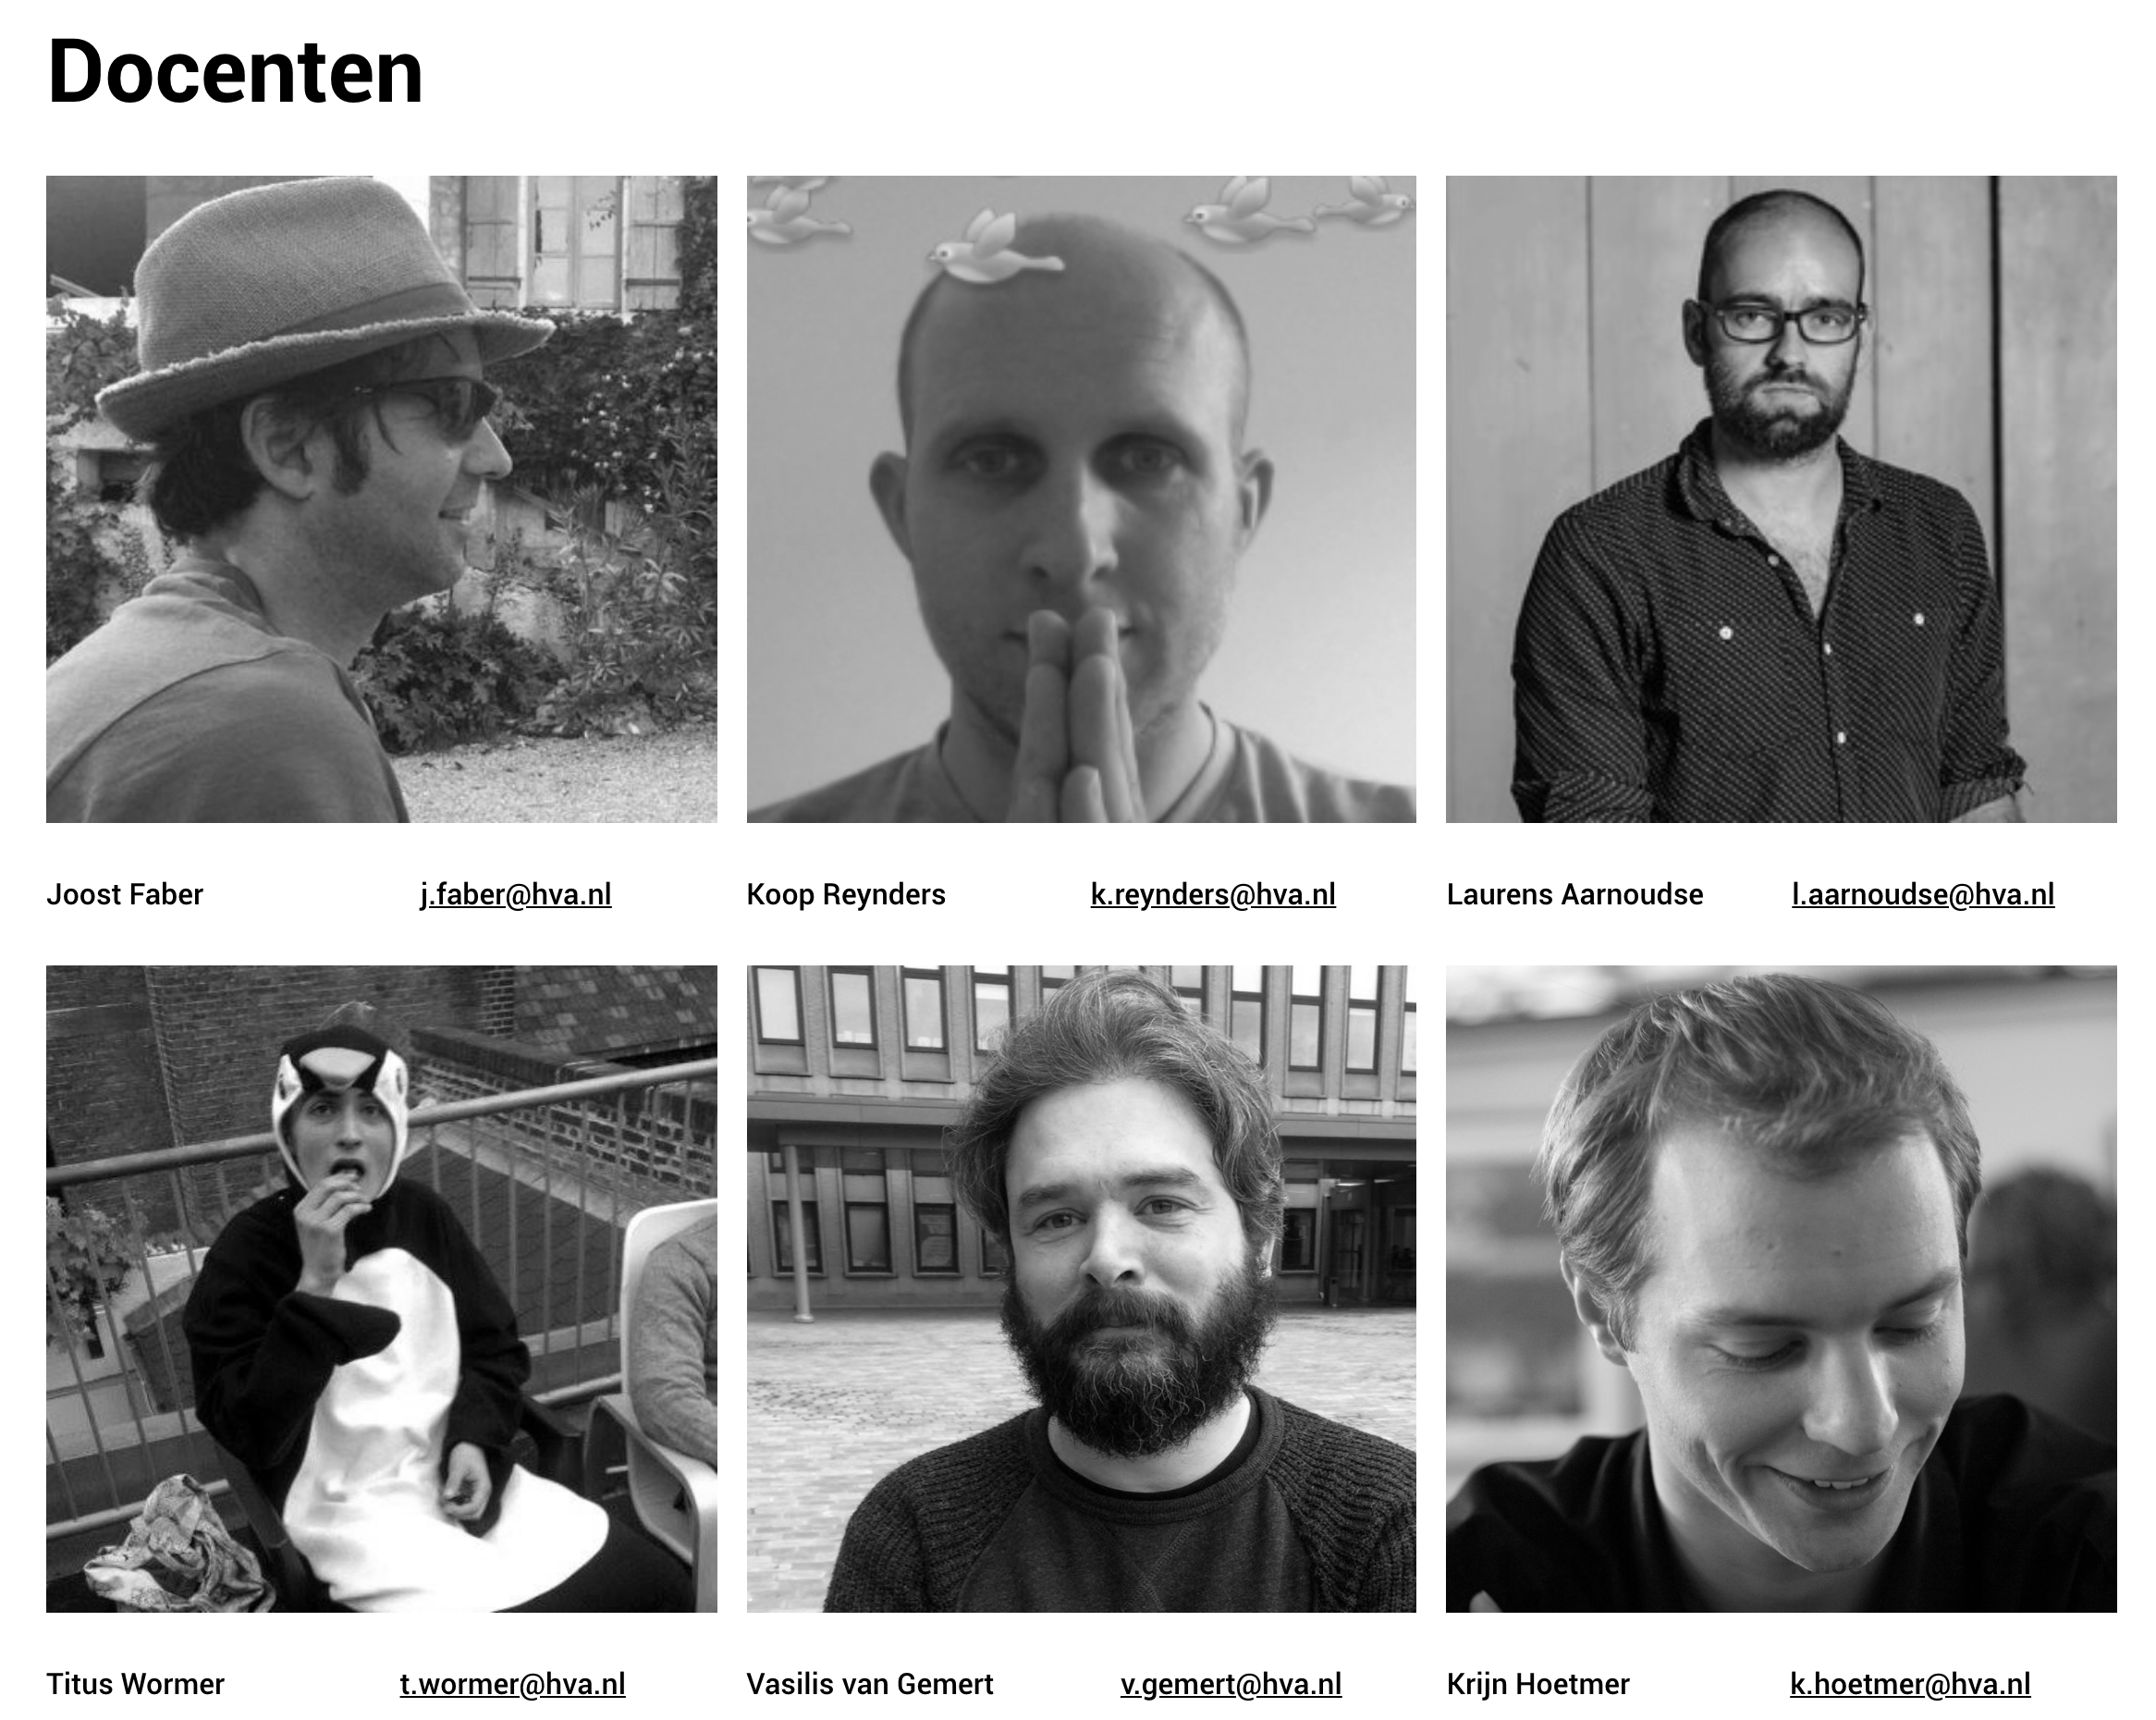 Docenten
Joost Faber j.faber@hva.nl Koop Reynders k.reynders@hva.nl Laurens Aarnoudse l.aarnoudse@hva.nl
Titus Wormer t.wormer@hva.nl Vasilis van Gemert v.gemert@hva.nl Krijn Hoetmer k.hoetmer@hva.nl